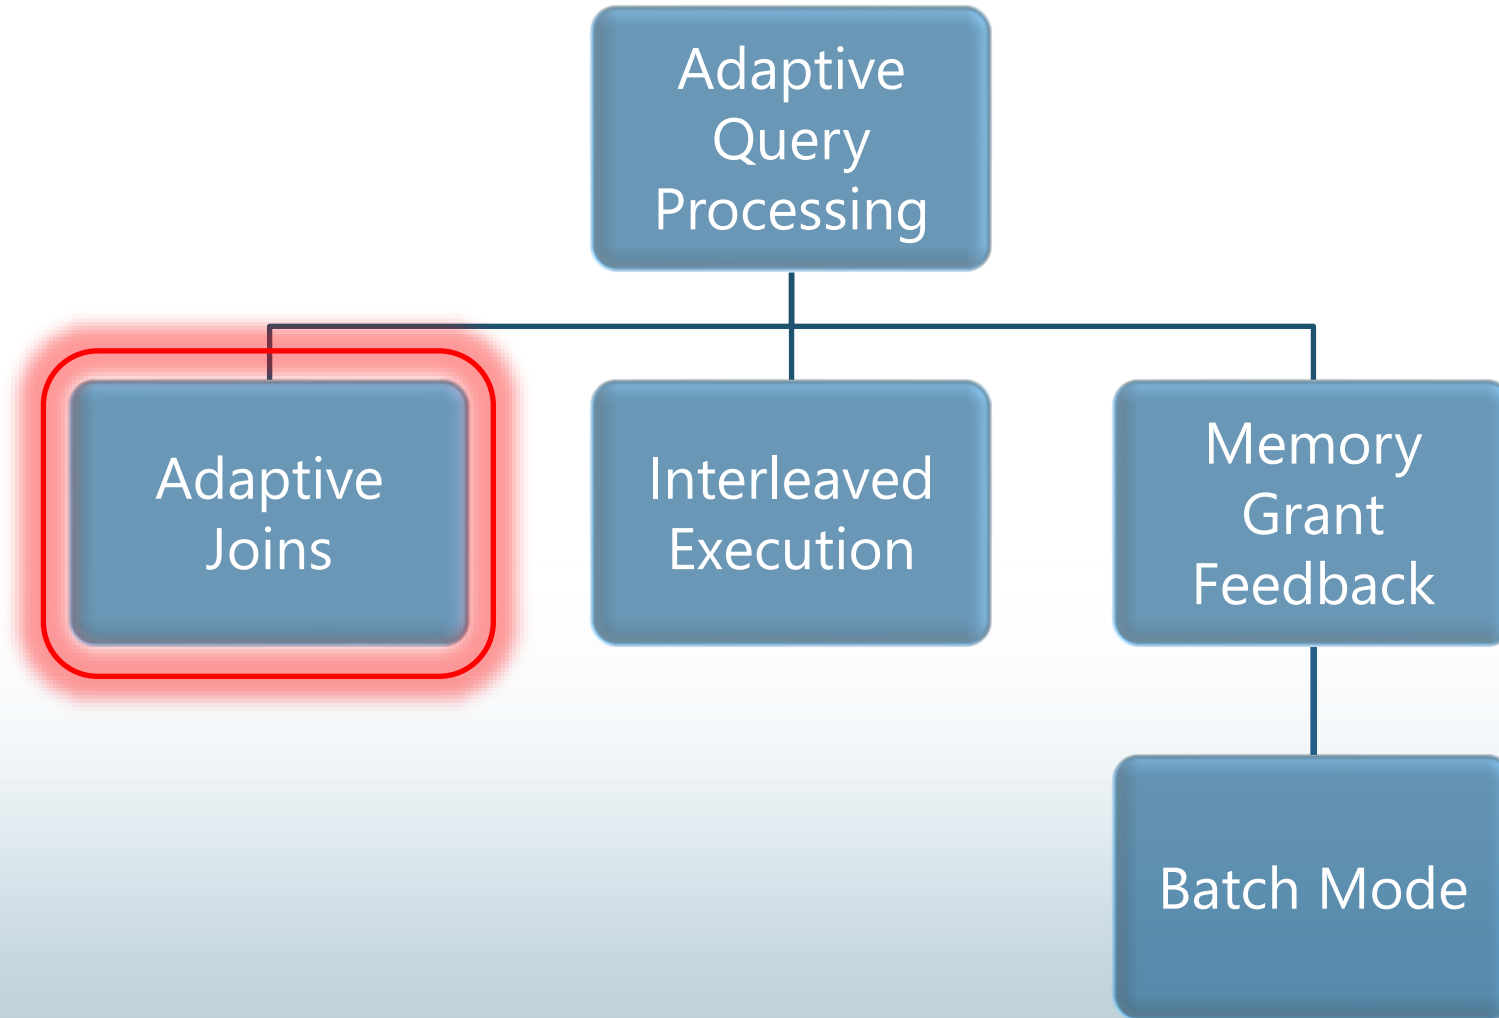 Adaptive
Query
Processing
Adaptive
Joins
Interleaved
Execution
Memory
Grant
Feedback
Batch Mode